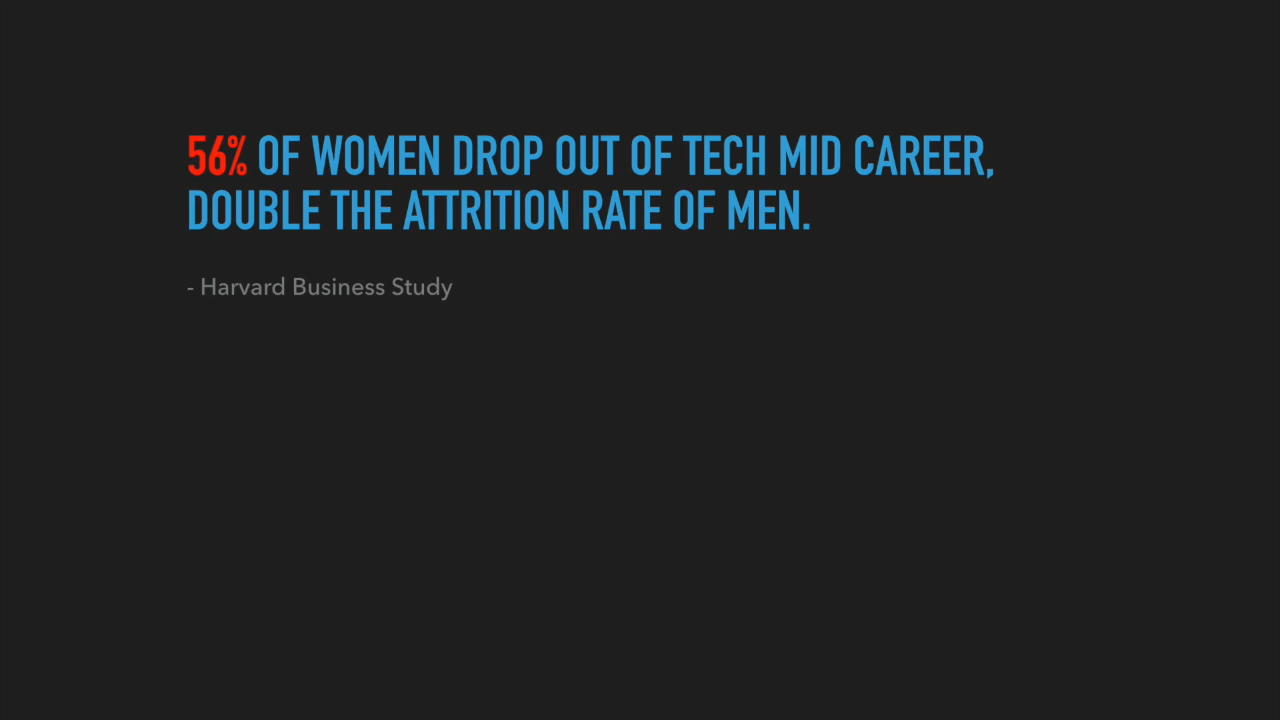 56% OF WOMEN DROP OUT OF TECH MID CAREER,
DOUBLE THE ATTRITION RATE OF MEN.
- Harvard Business Study